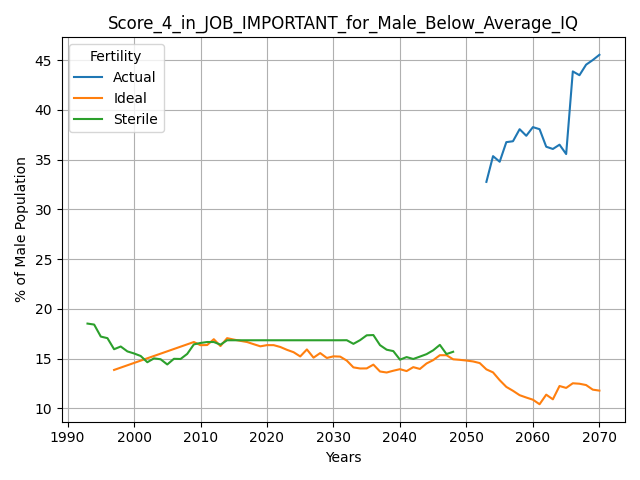 Score_4_in_JOB_IMPORTANT_for_Male_Below_Average_IQ
Fertility
Actual
Ideal
Sterile
% of Male Population
45
40
35
30
25
20
15
10
1990 2000 2010 2020 2030 2040 2050 2060 2070
Years